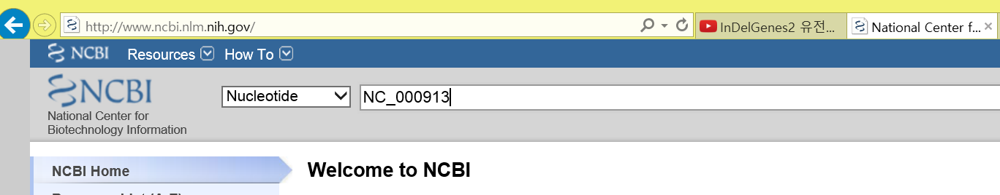 http://www.ncbi.nlm.nih.gov/
InDelGenes2 유전...
National Center f...
NCBI Resources How To
NCBI
National Center for
Biotechnology Information
Nucleotide
NC_000913
NCBI Home
Welcome to NCBI